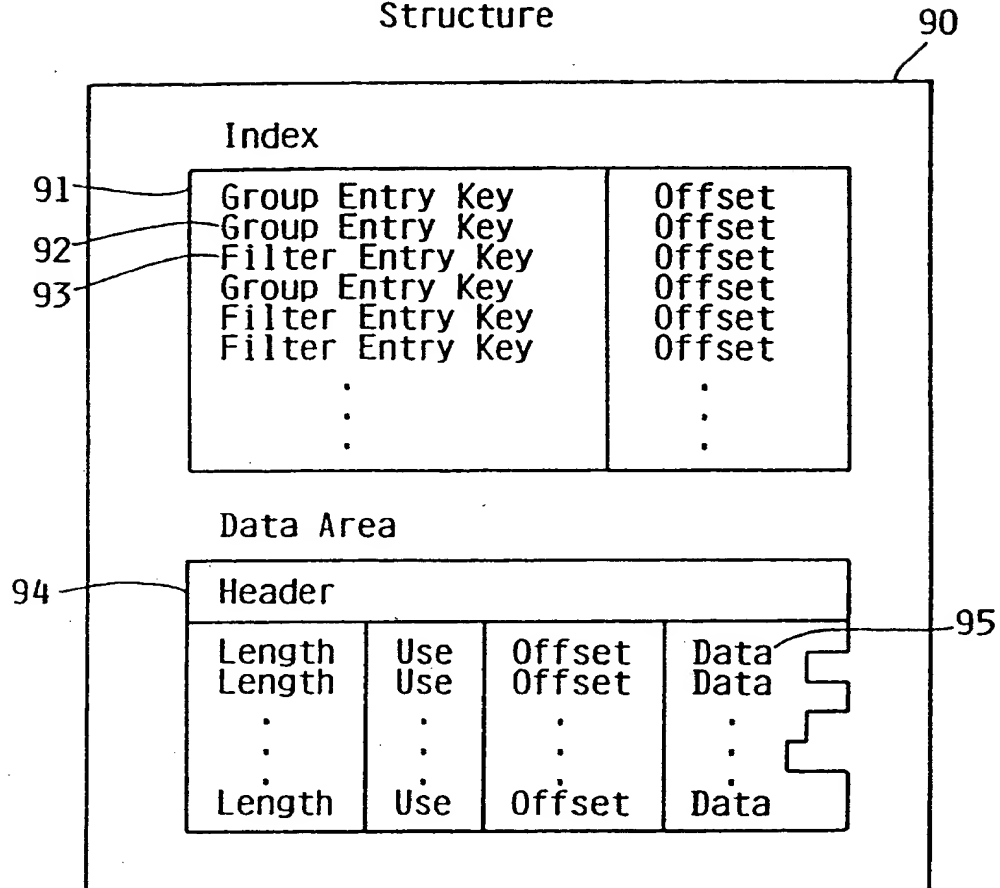 Structure
90
Index
91 Group Entry Key Offset
92 Group Entry Key Offset
93 Filter Entry Key Offset
Group Entry Key Offset
Filter Entry Key Offset
Filter Entry Key Offset
. .
. .
. .
Data Area
94 Header
Length Use Offset Data 95
Length Use Offset Data
. . . .
. . . .
. . . .
Length Use Offset Data